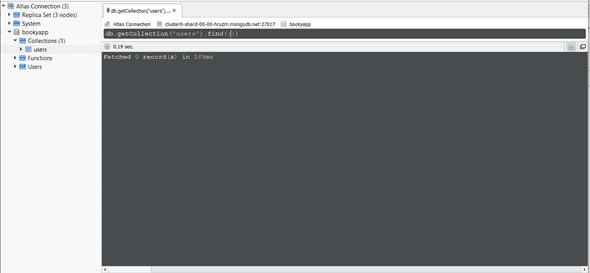 Atlas Connection (3)
Replica Set (3 nodes)
System
bookyapp
Collections (1)
users
Functions
Users
db.getCollection('users')....
Atlas Connection cluster0-shard-00-00-hruzm.mongodb.net:27017 bookyapp
db.getCollection('users').find({})
0.19 sec.
Fetched 0 record(s) in 189ms